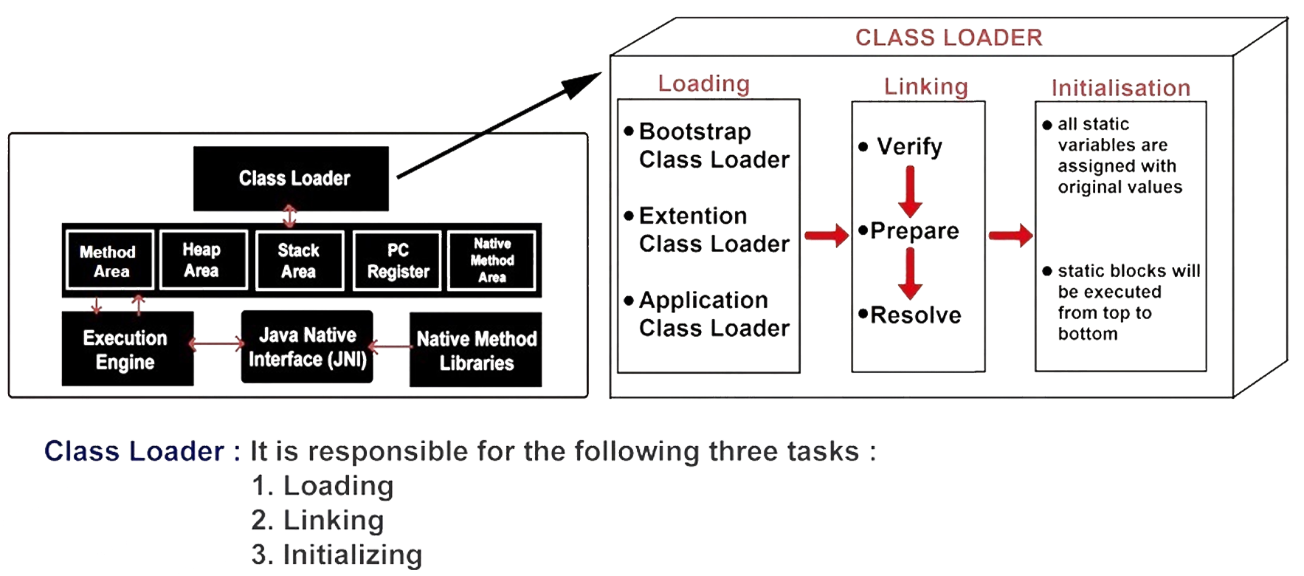 CLASS LOADER
Loading
Linking
Initialisation
• Bootstrap
Class Loader
• Extention
Class Loader
• Application
Class Loader
• Verify
• Prepare
• Resolve
• all static
variables are
assigned with
original values
• static blocks will
be executed
from top to
bottom
Class Loader
Method
Area
Heap
Area
Stack
Area
PC
Register
Native
Method
Area
Execution
Engine
Java Native
Interface (JNI)
Native Method
Libraries
Class Loader : It is responsible for the following three tasks :
1. Loading
2. Linking
3. Initializing